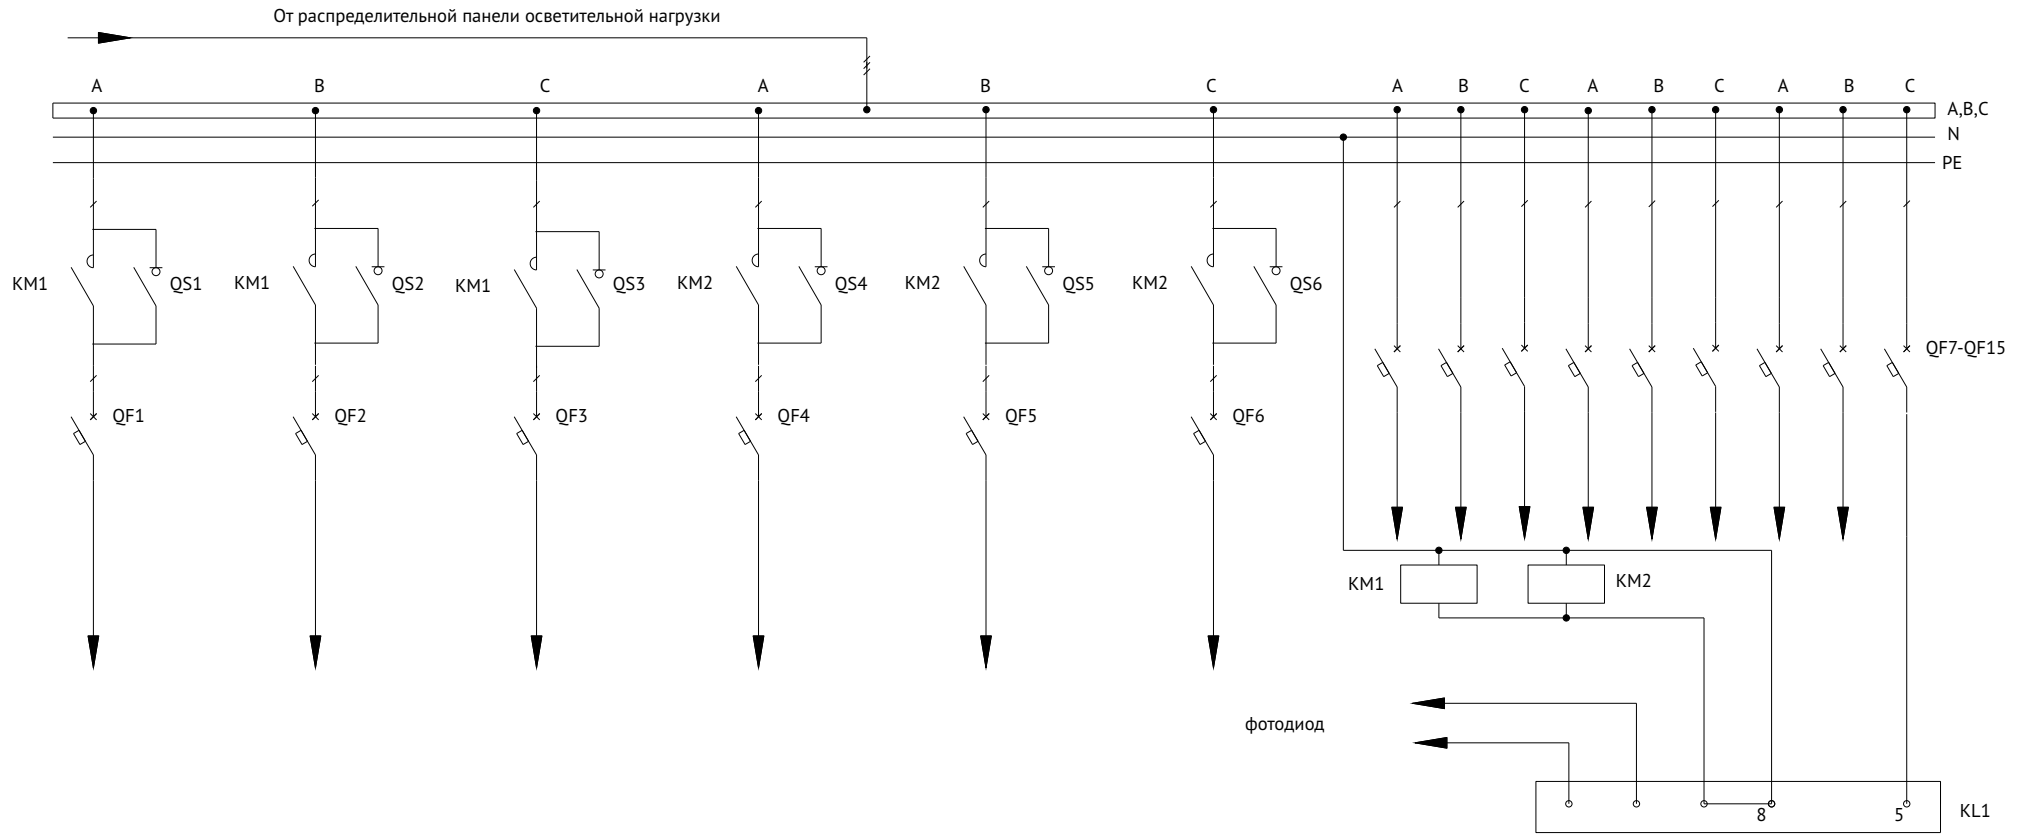 От распределительной панели осветительной нагрузки
A B C A B C A B C A B C A B C
A,B,C
N
PE
KM1 QS1 KM1 QS2 KM1 QS3 KM2 QS4 KM2 QS5 KM2 QS6
QF7-QF15
QF1 QF2 QF3 QF4 QF5 QF6
KM1 KM2
фотодиод
8 5 KL1